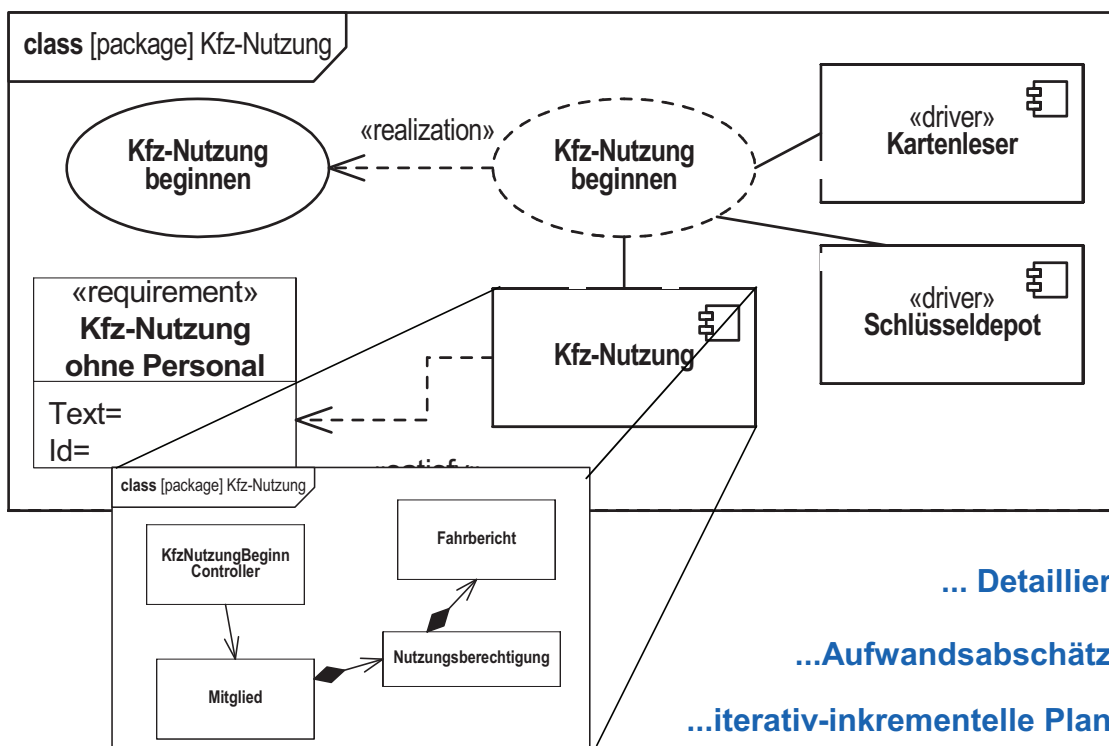 class [package] Kfz-Nutzung
Kfz-Nutzung
beginnen
«realization»
Kfz-Nutzung
beginnen
«driver»
Kartenleser
«requirement»
Kfz-Nutzung
ohne Personal
Text=
Id=
Kfz-Nutzung
«driver»
Schlüsseldepot
class [package] Kfz-Nutzung
KfzNutzungBeginn
Controller
Fahrbericht
Mitglied
Nutzungsberechtigung
... Detaillier
...Aufwandsabschätz
...iterativ-inkrementelle Plan